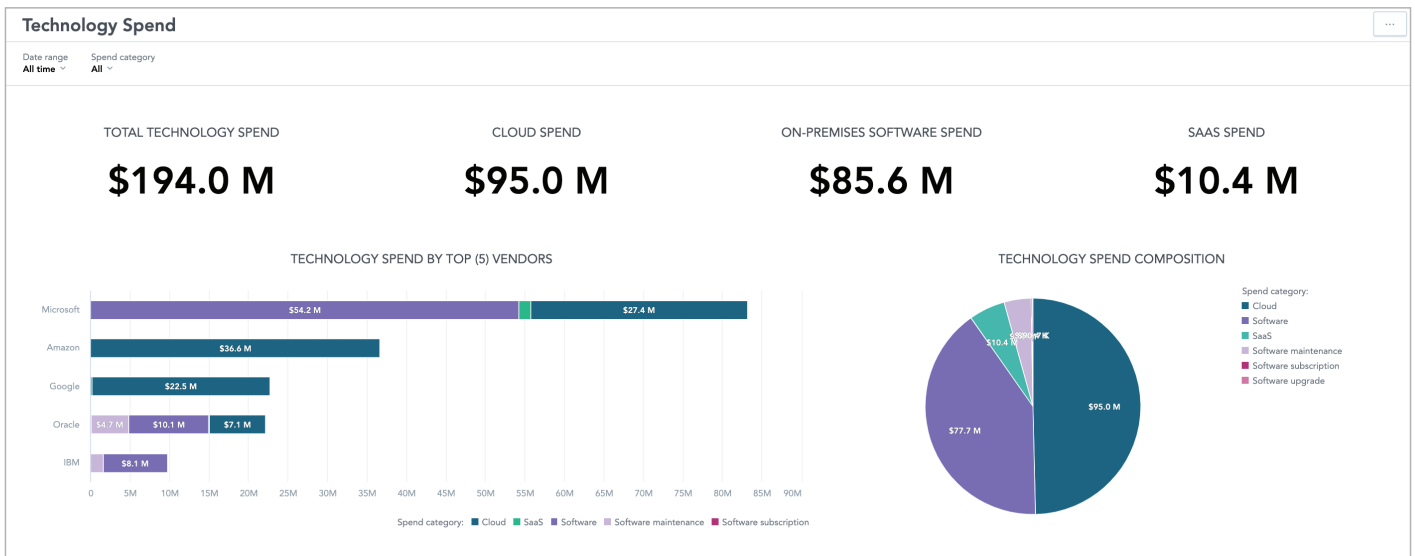 Technology Spend
...
Date range Spend category
All time All
TOTAL TECHNOLOGY SPEND CLOUD SPEND ON-PREMISES SOFTWARE SPEND SAAS SPEND
$194.0 M $95.0 M $85.6 M $10.4 M
TECHNOLOGY SPEND BY TOP (5) VENDORS
Microsoft $54.2 M $27.4 M
Amazon $36.6 M
Google $22.5 M
Oracle $4.7 M $10.1 M $7.1 M
IBM $8.1 M
0 5M 10M 15M 20M 25M 30M 35M 40M 45M 50M 55M 60M 65M 70M 75M 80M 85M 90M
Spend category: Cloud SaaS Software Software maintenance Software subscription
TECHNOLOGY SPEND COMPOSITION
$10.4 M
$95.0 M
$77.7 M
Spend category:
Cloud
Software
SaaS
Software maintenance
Software subscription
Software upgrade